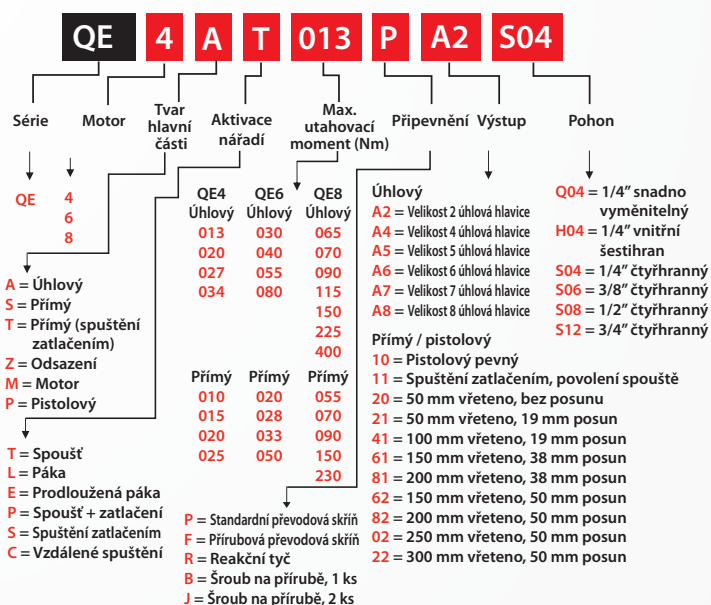 QE 4 A T 013 P A2 S04
Série
Motor
Tvar
hlavní
části
Aktivace
nářadí
Max.
utahovací
moment (Nm)
Připevnění
Výstup
Pohon
QE
4
6
8
A = Úhlový
S = Přímý
T = Přímý (spuštění
zatlačením)
Z = Odsazení
M = Motor
P = Pistolový
T = Spoušť
L = Páka
E = Prodloužená páka
P = Spoušť + zatlačení
S = Spuštění zatlačením
C = Vzdálené spuštění
QE4 QE6 QE8
Úhlový Úhlový Úhlový
013 030 065
020 040 070
027 055 090
034 080 115
150
225
400
Přímý Přímý Přímý
010 020 055
015 028 070
020 033 090
025 050 150
230
P = Standardní převodová skříň
F = Přírubová převodová skříň
R = Reakční tyč
B = Šroub na přírubě, 1 ks
J = Šroub na přírubě, 2 ks
Úhlový
A2 = Velikost 2 úhlová hlavice
A4 = Velikost 4 úhlová hlavice
A5 = Velikost 5 úhlová hlavice
A6 = Velikost 6 úhlová hlavice
A7 = Velikost 7 úhlová hlavice
A8 = Velikost 8 úhlová hlavice
Přímý / pistolový
10 = Pistolový pevný
11 = Spuštění zatlačením, povolení spouště
20 = 50 mm vřeteno, bez posunu
21 = 50 mm vřeteno, 19 mm posun
41 = 100 mm vřeteno, 19 mm posun
61 = 150 mm vřeteno, 38 mm posun
81 = 200 mm vřeteno, 38 mm posun
62 = 150 mm vřeteno, 50 mm posun
82 = 200 mm vřeteno, 50 mm posun
02 = 250 mm vřeteno, 50 mm posun
22 = 300 mm vřeteno, 50 mm posun
Q04 = 1/4” snadno
vyměnitelný
H04 = 1/4” vnitřní
šestihran
S04 = 1/4” čtyřhranný
S06 = 3/8” čtyřhranný
S08 = 1/2” čtyřhranný
S12 = 3/4” čtyřhranný